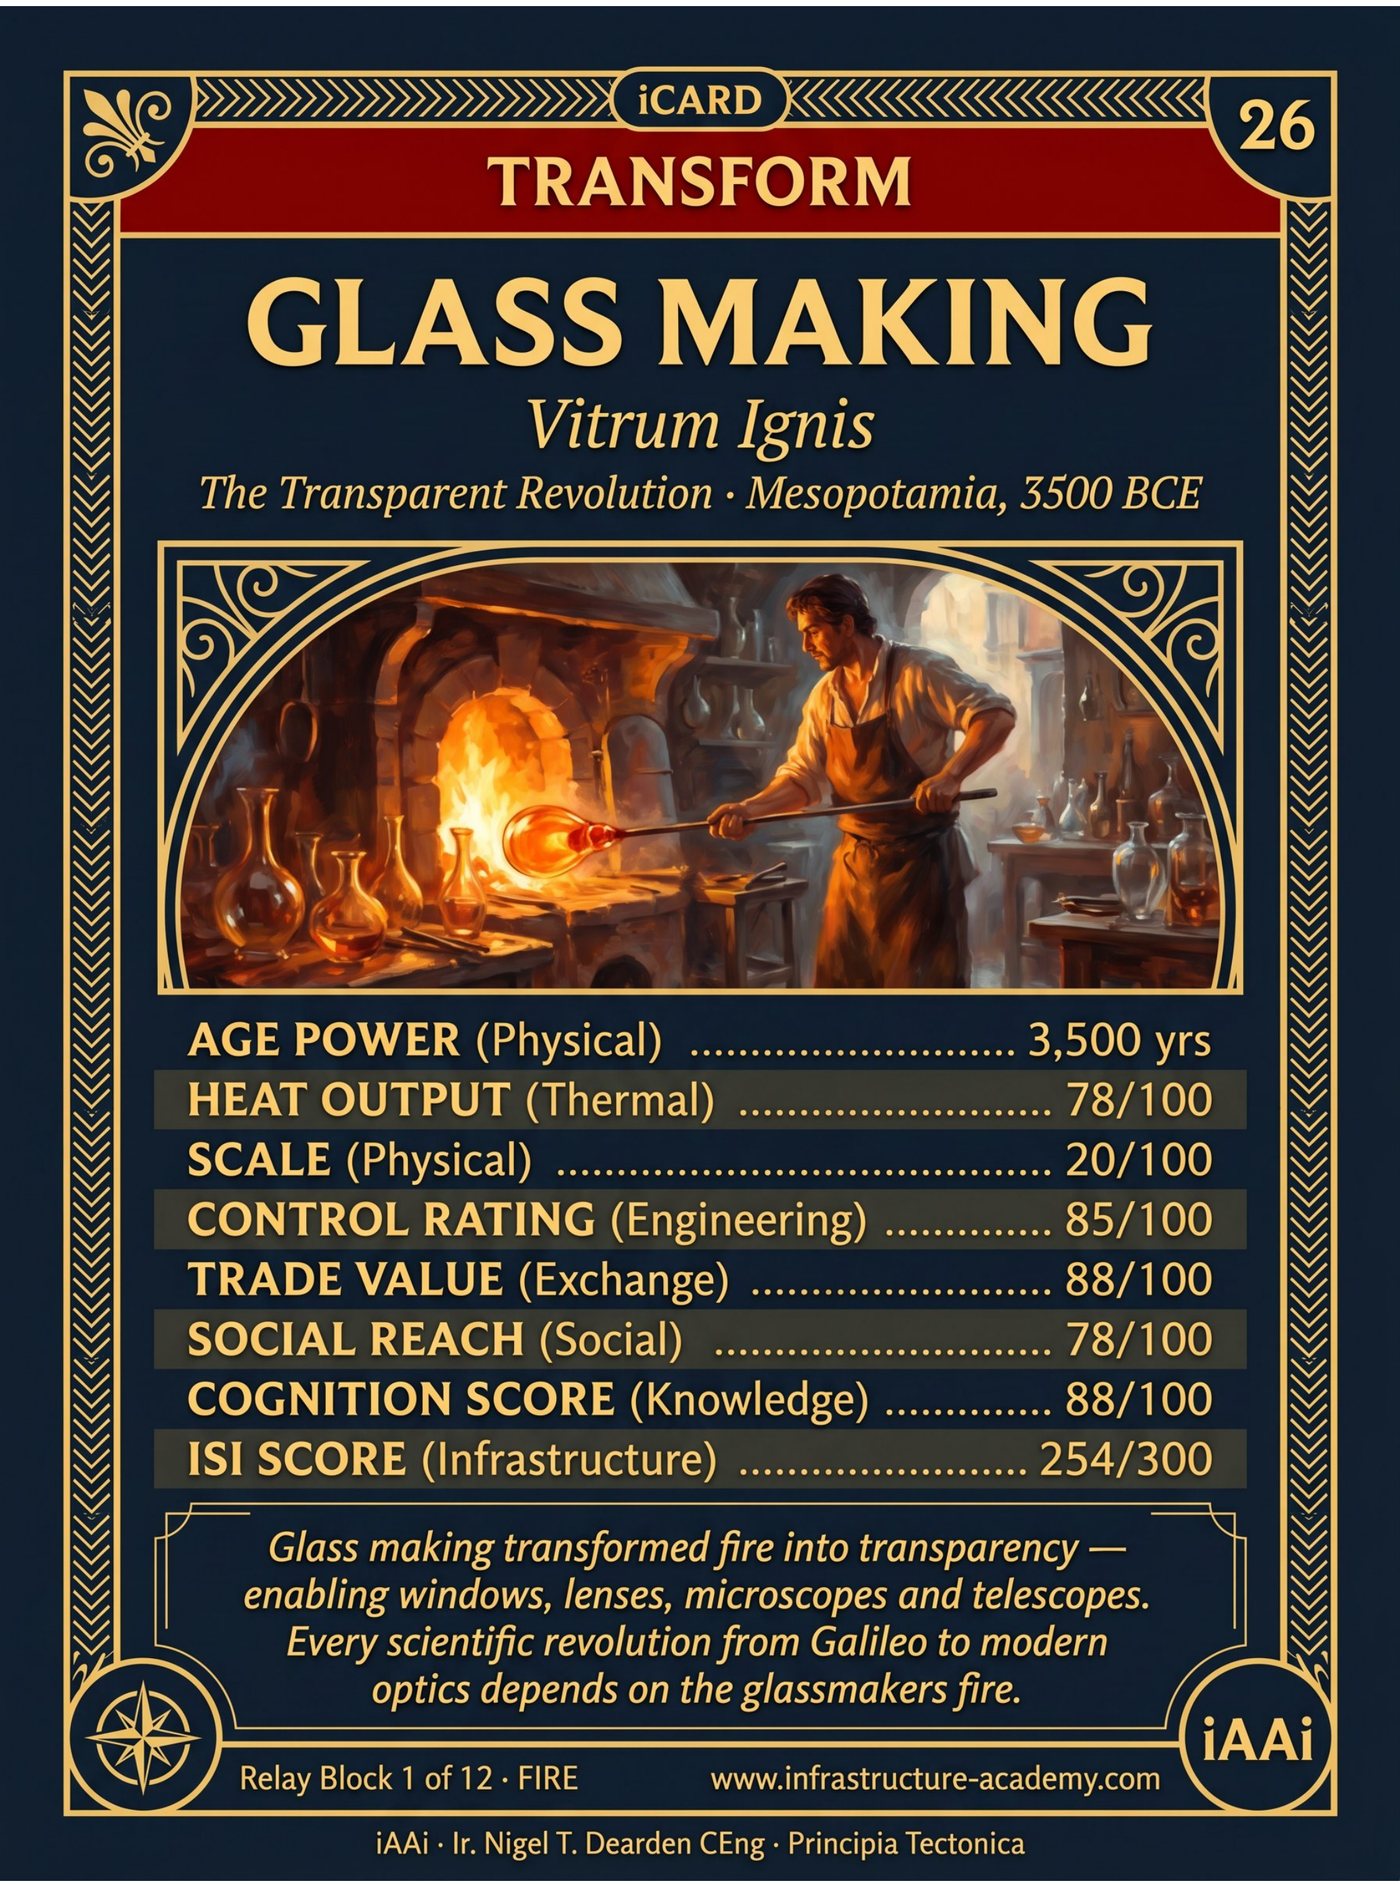 iCARD
26
TRANSFORM
GLASS MAKING
Vitrum Ignis
The Transparent Revolution · Mesopotamia, 3500 BCE
AGE POWER (Physical) ........................... 3,500 yrs
HEAT OUTPUT (Thermal) .......................... 78/100
SCALE (Physical) ......................................... 20/100
CONTROL RATING (Engineering) .............. 85/100
TRADE VALUE (Exchange) ......................... 88/100
SOCIAL REACH (Social) ............................ 78/100
COGNITION SCORE (Knowledge) .............. 88/100
ISI SCORE (Infrastructure) ........................ 254/300
Glass making transformed fire into transparency —
enabling windows, lenses, microscopes and telescopes.
Every scientific revolution from Galileo to modern
optics depends on the glassmakers fire.
iAAi
Relay Block 1 of 12 · FIRE www.infrastructure-academy.com
iAAi · Ir. Nigel T. Dearden CEng · Principia Tectonica